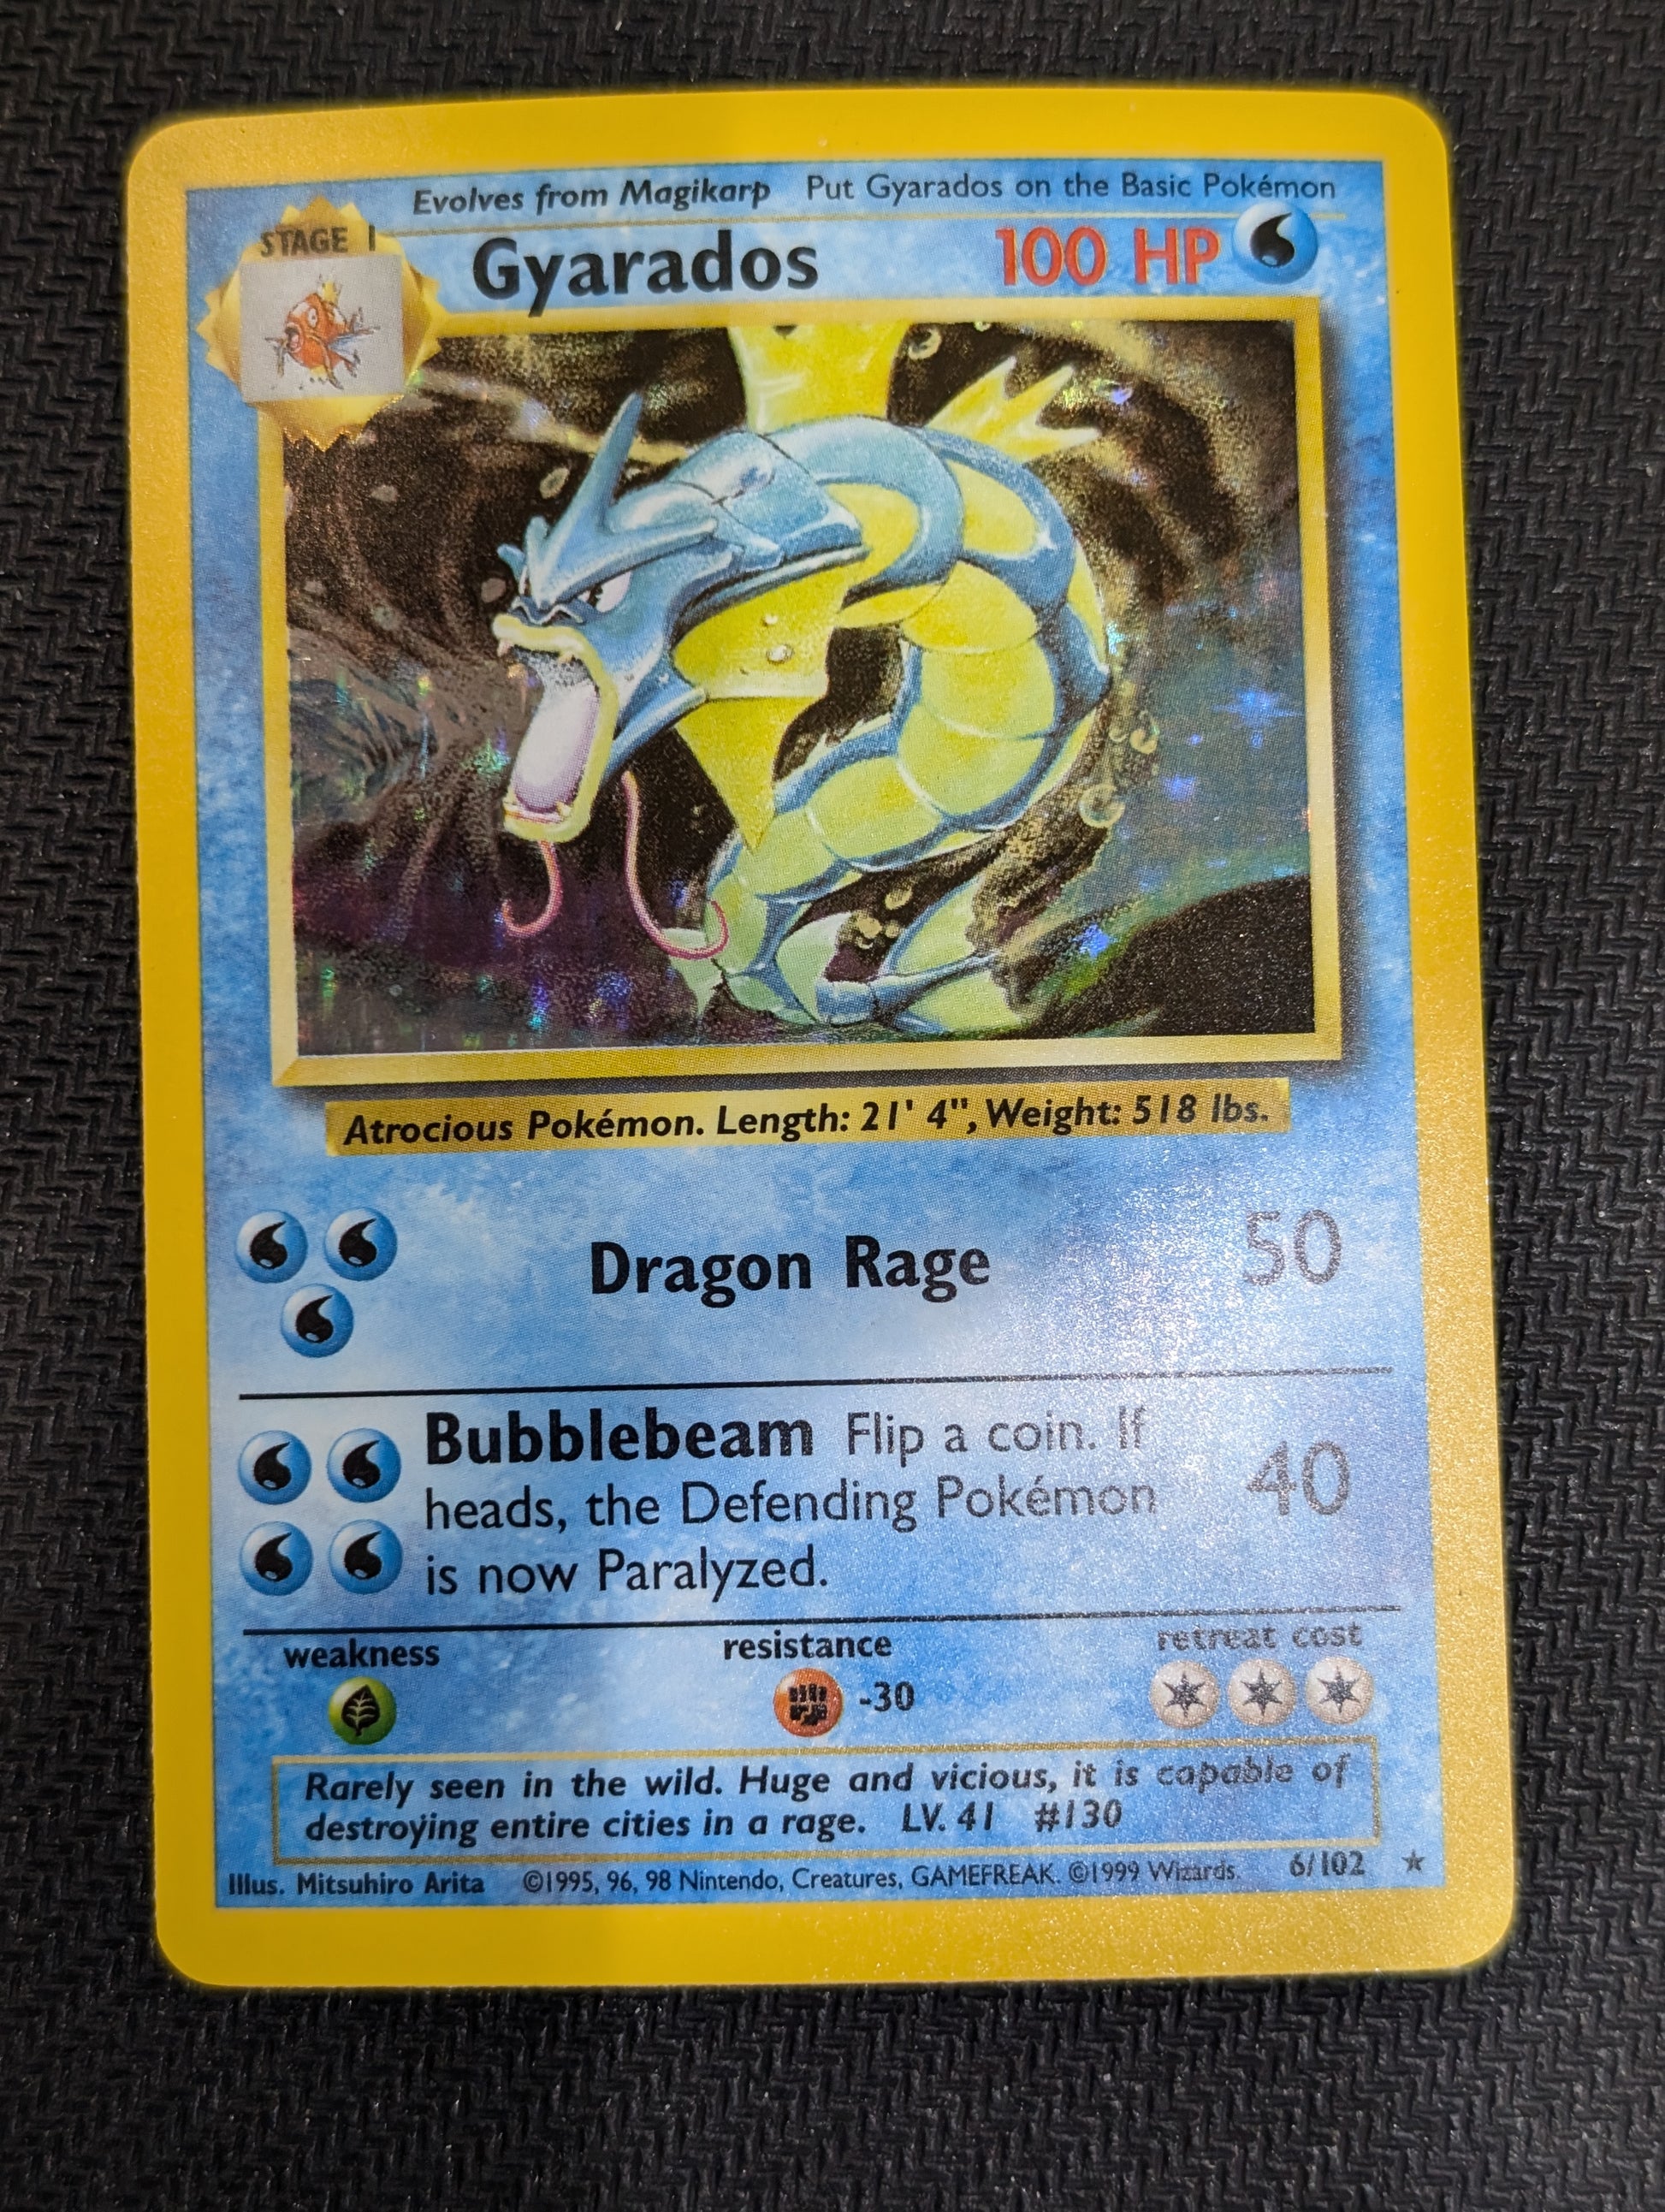 Evolves from Magikarp Put Gyarados on the Basic Pokémon
STAGE 1
Gyarados 100 HP
Atrocious Pokémon. Length: 21' 4", Weight: 518 lbs.
Dragon Rage 50
Bubblebeam Flip a coin. If
heads, the Defending Pokémon 40
is now Paralyzed.
weakness resistance retreat cost
-30
Rarely seen in the wild. Huge and vicious, it is capable of
destroying entire cities in a rage. LV. 41 #130
Illus. Mitsuhiro Arita ©1995, 96, 98 Nintendo, Creatures, GAMEFREAK. ©1999 Wizards. 6/102 ★